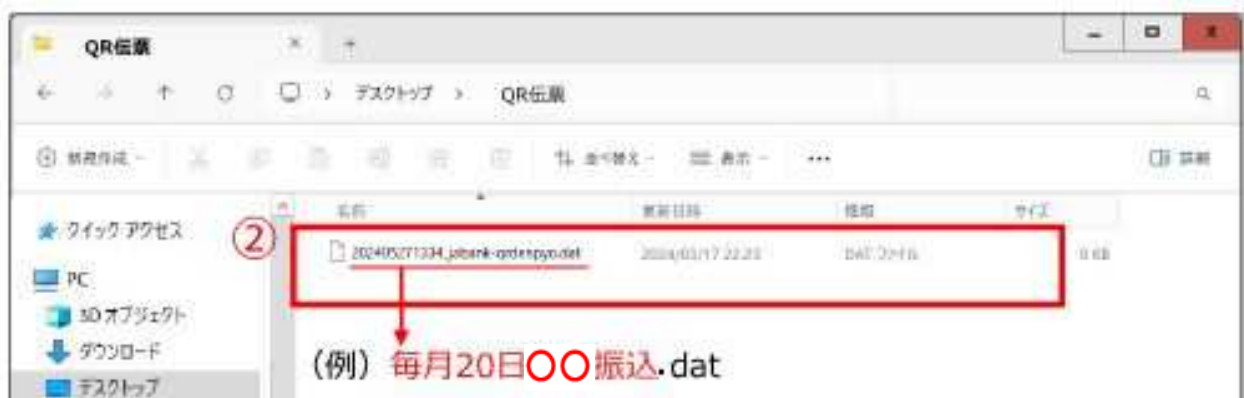 QR伝票
デスクトップ > QR伝票
新規作成 並べ替え 表示 ... 詳細
名前 更新日時 種類 サイズ
クイック アクセス
②
202405271334_jabank-qrdenpyo.dat DAT ファイル 0 KB
PC
3D オブジェクト
ダウンロード
(例) 毎月20日〇〇振込.dat
デスクトップ